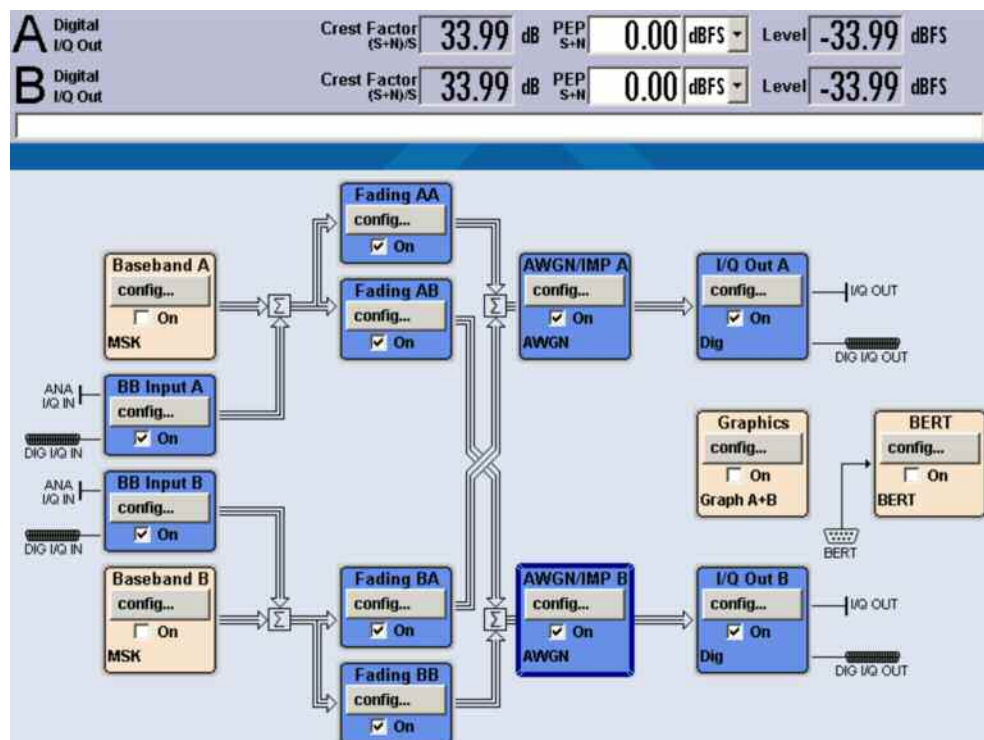 A Digital I/Q Out Crest Factor (S+N)/S 33.99 dB PEP S+N 0.00 dBFS Level -33.99 dBFS
B Digital I/Q Out Crest Factor (S+N)/S 33.99 dB PEP S+N 0.00 dBFS Level -33.99 dBFS
Fading AA
config...
On
Baseband A
config...
On
MSK
Fading AB
config...
On
AWGN/IMP A
config...
On
AWGN
I/Q Out A
config...
On
Dig
I/Q OUT
DIG I/Q OUT
Σ
Σ
ANA I/Q IN
DIG I/Q IN
BB Input A
config...
On
ANA I/Q IN
DIG I/Q IN
BB Input B
config...
On
Graphics
config...
On
Graph A+B
BERT
config...
On
BERT
BERT
Baseband B
config...
On
MSK
Σ
Fading BA
config...
On
Σ
AWGN/IMP B
config...
On
AWGN
I/Q Out B
config...
On
Dig
I/Q OUT
DIG I/Q OUT
Fading BB
config...
On